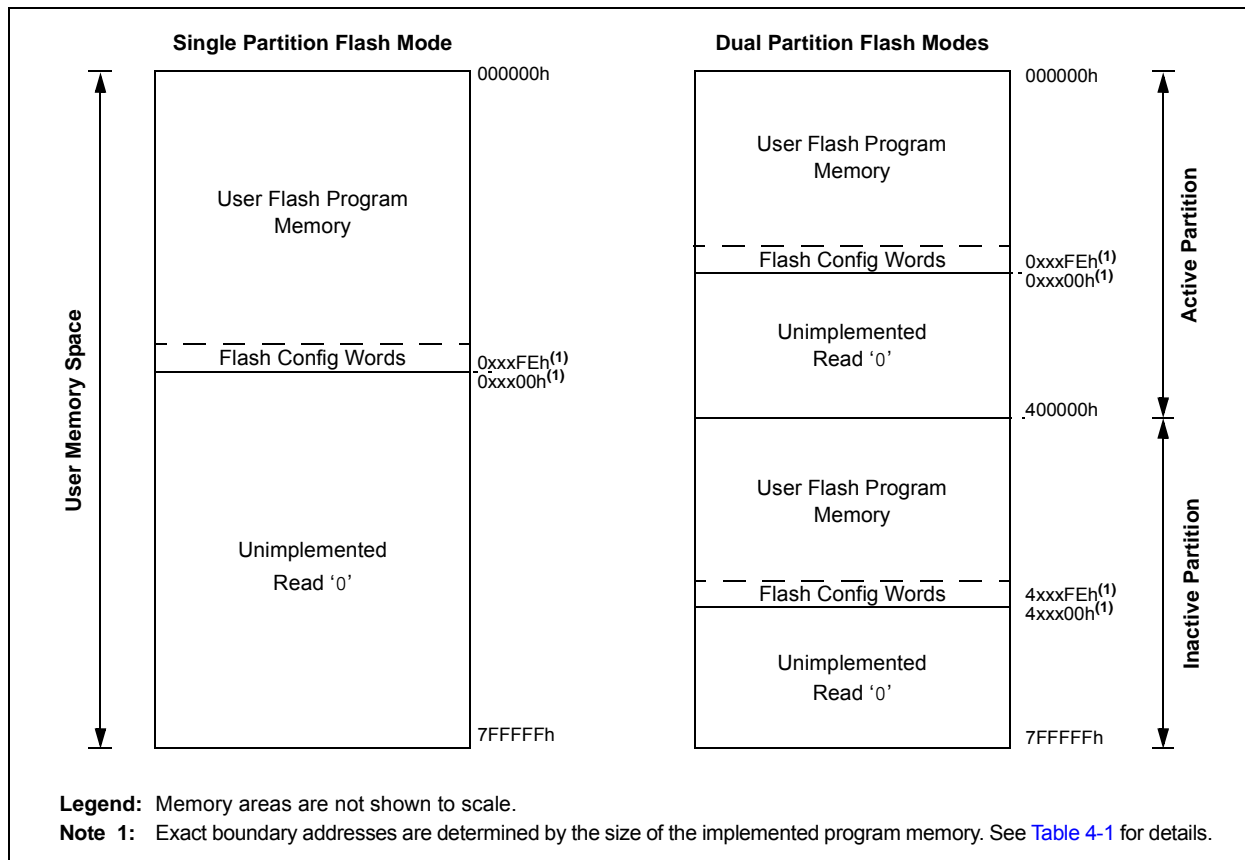 Single Partition Flash Mode
User Memory Space
000000h
User Flash Program
Memory
Flash Config Words
0xxxFEh(1)
0xxx00h(1)
Unimplemented
Read ‘0’
7FFFFFh
Dual Partition Flash Modes
000000h
User Flash Program
Memory
Flash Config Words
0xxxFEh(1)
0xxx00h(1)
Unimplemented
Read ‘0’
Active Partition
400000h
User Flash Program
Memory
Flash Config Words
4xxxFEh(1)
4xxx00h(1)
Unimplemented
Read ‘0’
7FFFFFh
Inactive Partition
Legend: Memory areas are not shown to scale.
Note 1: Exact boundary addresses are determined by the size of the implemented program memory. See Table 4-1 for details.